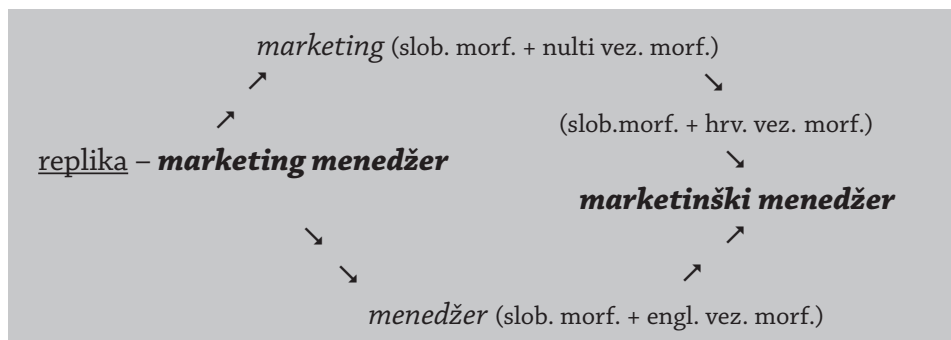 marketing (slob. morf. + nulti vez. morf.)
(slob.morf. + hrv. vez. morf.)
replika – marketing menedžer
marketinški menedžer
menedžer (slob. morf. + engl. vez. morf.)